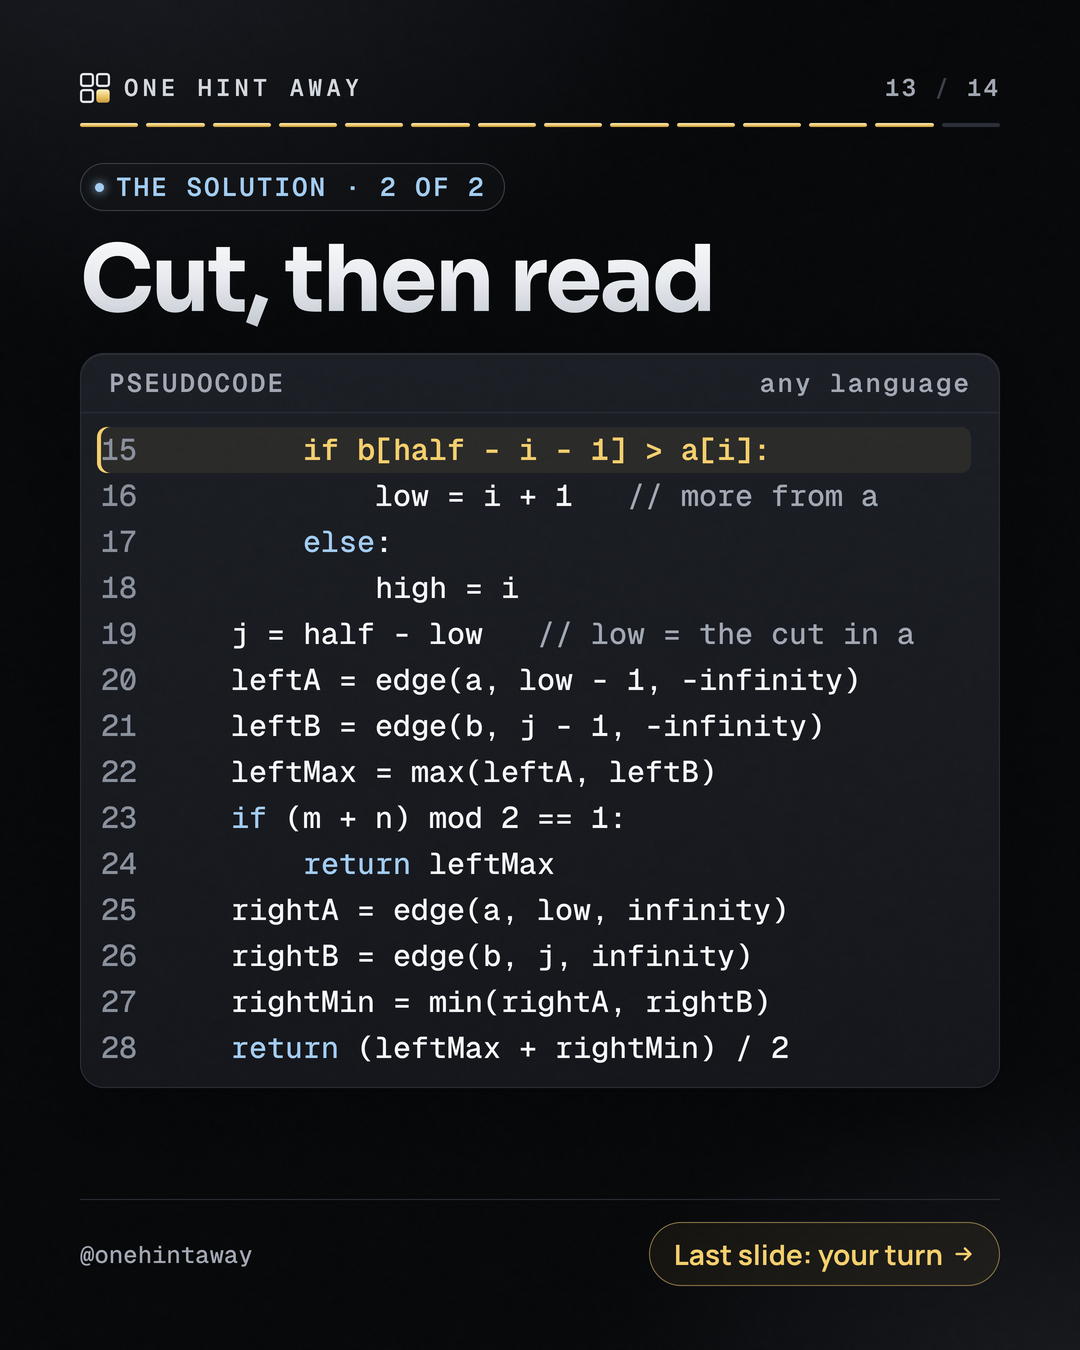 ONE HINT AWAY
13 / 14
THE SOLUTION · 2 OF 2
Cut, then read
PSEUDOCODE
any language
15 if b[half - i - 1] > a[i]:
16 low = i + 1 // more from a
17 else:
18 high = i
19 j = half - low // low = the cut in a
20 leftA = edge(a, low - 1, -infinity)
21 leftB = edge(b, j - 1, -infinity)
22 leftMax = max(leftA, leftB)
23 if (m + n) mod 2 == 1:
24 return leftMax
25 rightA = edge(a, low, infinity)
26 rightB = edge(b, j, infinity)
27 rightMin = min(rightA, rightB)
28 return (leftMax + rightMin) / 2
@onehintaway
Last slide: your turn →